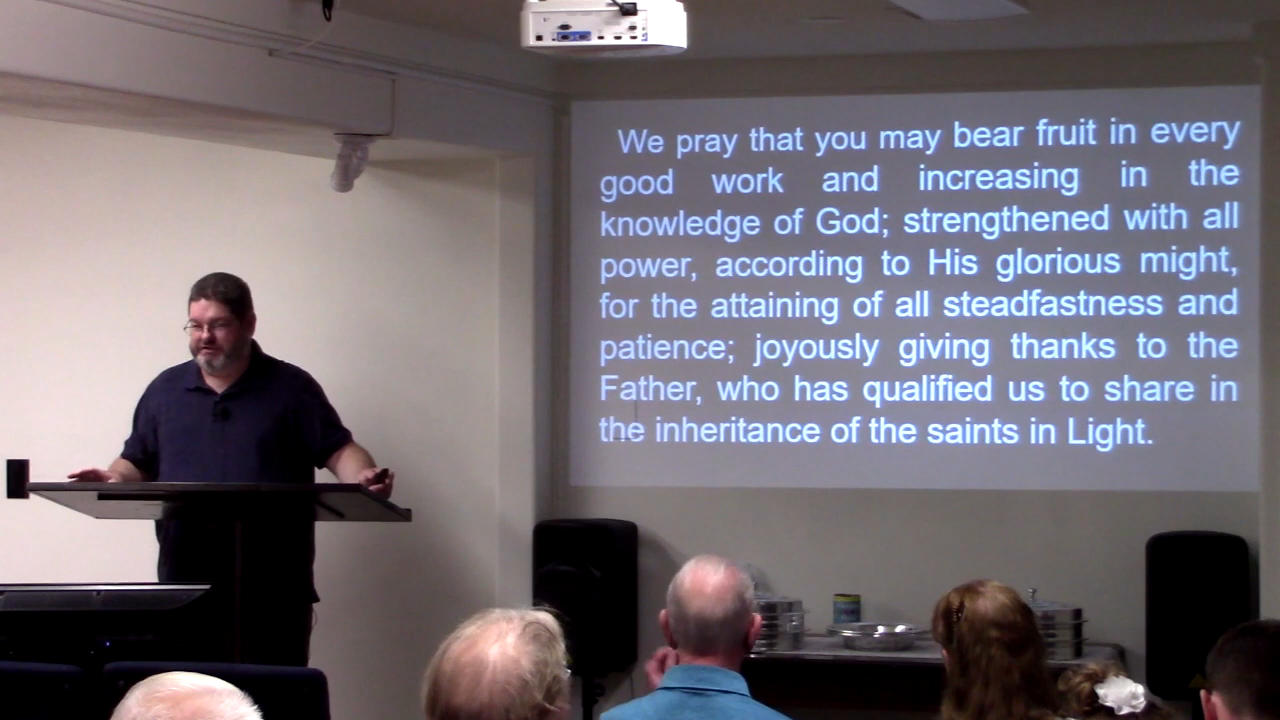 We pray that you may bear fruit in every
good work and increasing in the
knowledge of God; strengthened with all
power, according to His glorious might,
for the attaining of all steadfastness and
patience; joyously giving thanks to the
Father, who has qualified us to share in
the inheritance of the saints in Light.